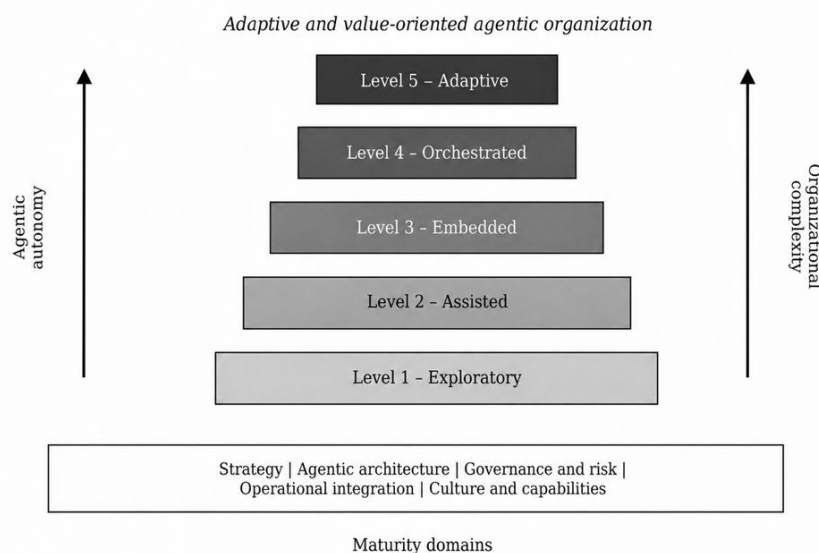 Adaptive and value-oriented agentic organization
Level 5 – Adaptive
Level 4 – Orchestrated
Level 3 – Embedded
Level 2 – Assisted
Level 1 – Exploratory
Agentic
autonomy
Organizational
complexity
Strategy | Agentic architecture | Governance and risk |
Operational integration | Culture and capabilities
Maturity domains